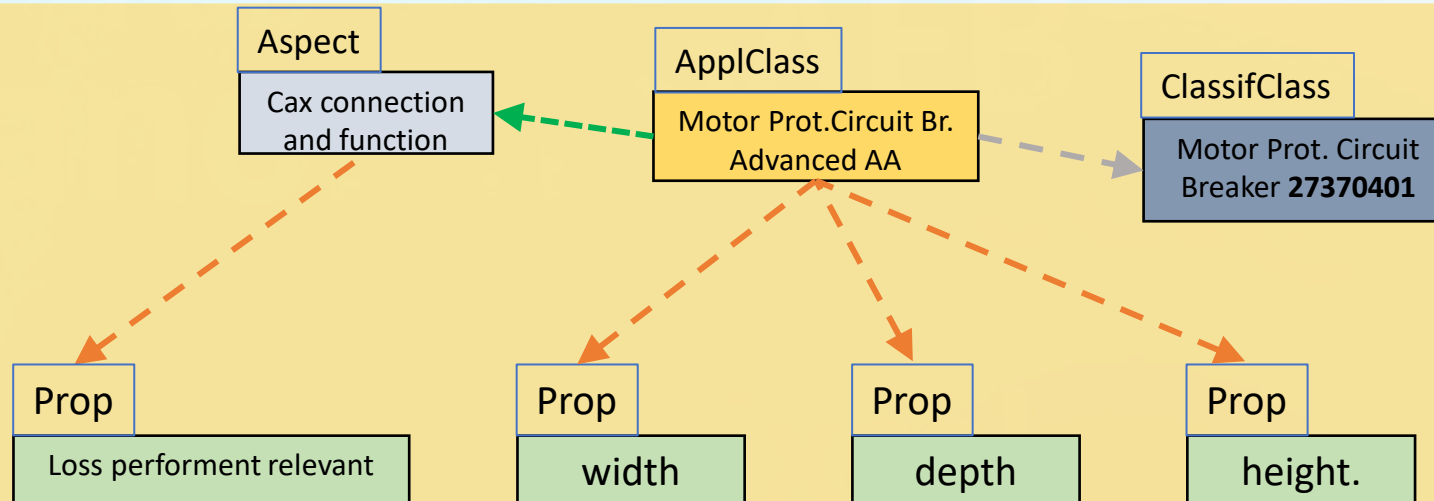 Aspect
Cax connection
and function
ApplClass
Motor Prot.Circuit Br.
Advanced AA
ClassifClass
Motor Prot. Circuit
Breaker 27370401
Prop
Loss performent relevant
Prop
width
Prop
depth
Prop
height.